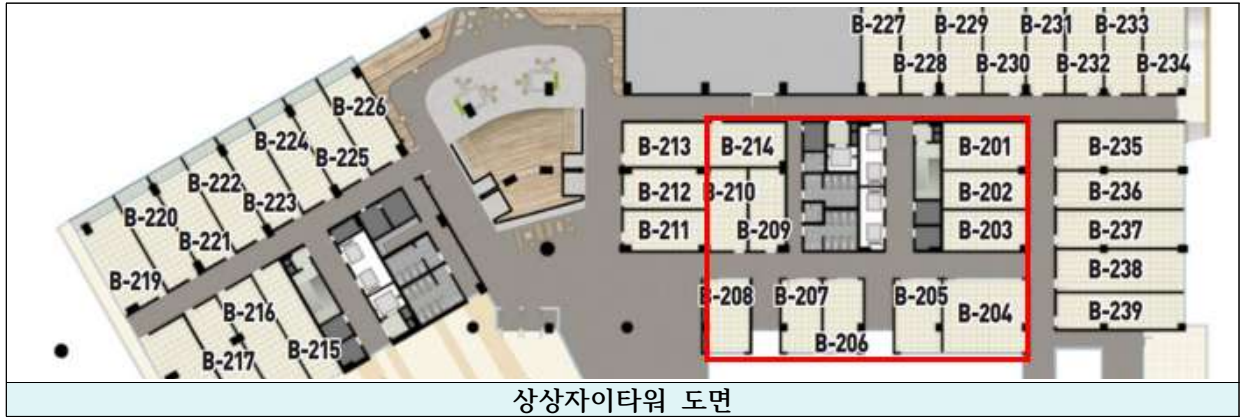 B-227 B-229 B-231 B-233
B-228 B-230 B-232 B-234
B-226
B-224
B-225
B-222
B-223
B-220
B-221
B-219
B-216
B-217 B-215
B-213 B-214 B-201 B-235
B-212 B-210 B-202 B-236
B-211 B-209 B-203 B-237
B-238
B-208 B-207 B-205 B-204 B-239
B-206
상상자이타워 도면